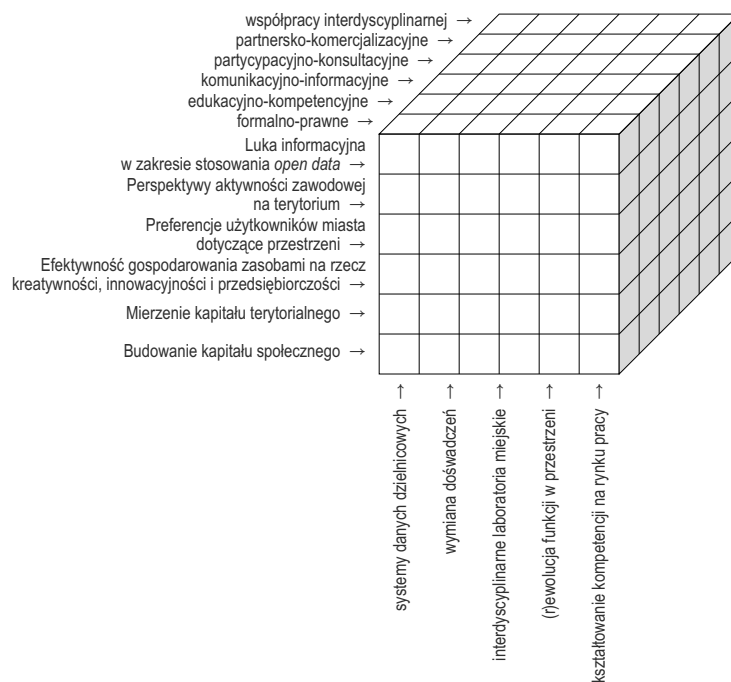 współpracy interdyscyplinarnej →
partnersko-komercjalizacyjne →
partycypacyjno-konsultacyjne →
komunikacyjno-informacyjne →
edukacyjno-kompetencyjne →
formalno-prawne →
Luka informacyjna
w zakresie stosowania open data →
Perspektywy aktywności zawodowej
na terytorium →
Preferencje użytkowników miasta
dotyczące przestrzeni →
Efektywność gospodarowania zasobami na rzecz
kreatywności, innowacyjności i przedsiębiorczości →
Mierzenie kapitału terytorialnego →
Budowanie kapitału społecznego →
systemy danych dzielnicowych →
wymiana doświadczeń →
interdyscyplinarne laboratoria miejskie →
(r)ewolucja funkcji w przestrzeni →
kształtowanie kompetencji na rynku pracy →